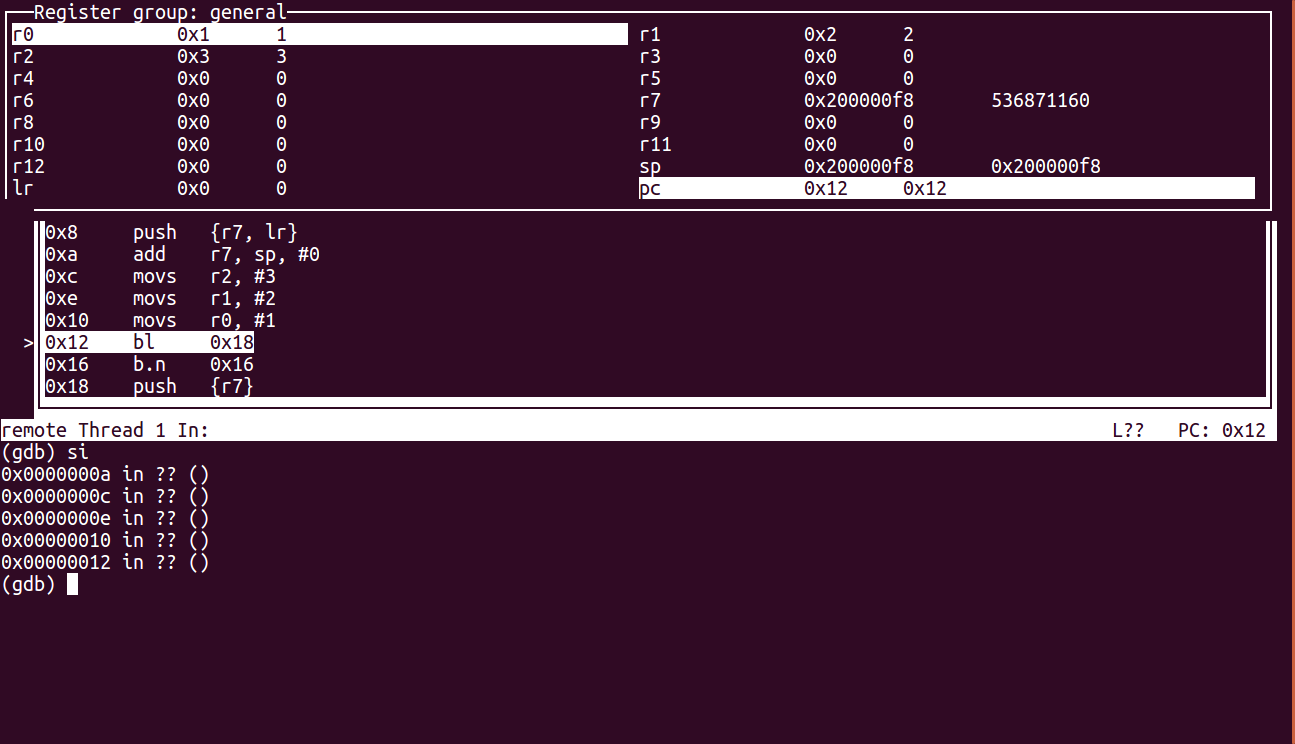 Register group: general
r0 0x1 1 r1 0x2 2
r2 0x3 3 r3 0x0 0
r4 0x0 0 r5 0x0 0
r6 0x0 0 r7 0x200000f8 536871160
r8 0x0 0 r9 0x0 0
r10 0x0 0 r11 0x0 0
r12 0x0 0 sp 0x200000f8 0x200000f8
lr 0x0 0 pc 0x12 0x12
0x8 push {r7, lr}
0xa add r7, sp, #0
0xc movs r2, #3
0xe movs r1, #2
0x10 movs r0, #1
>0x12 bl 0x18
0x16 b.n 0x16
0x18 push {r7}
remote Thread 1 In: L?? PC: 0x12
(gdb) si
0x0000000a in ?? ()
0x0000000c in ?? ()
0x0000000e in ?? ()
0x00000010 in ?? ()
0x00000012 in ?? ()
(gdb)